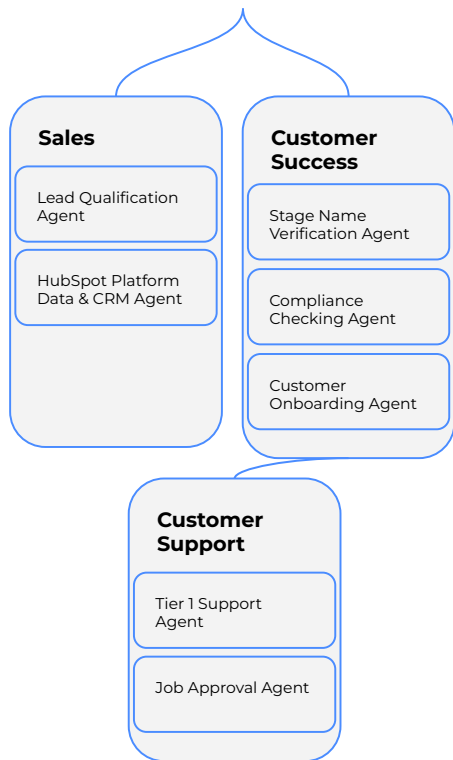 Sales
Lead Qualification
Agent
HubSpot Platform
Data & CRM Agent
Customer
Success
Stage Name
Verification Agent
Compliance
Checking Agent
Customer
Onboarding Agent
Customer
Support
Tier 1 Support
Agent
Job Approval Agent